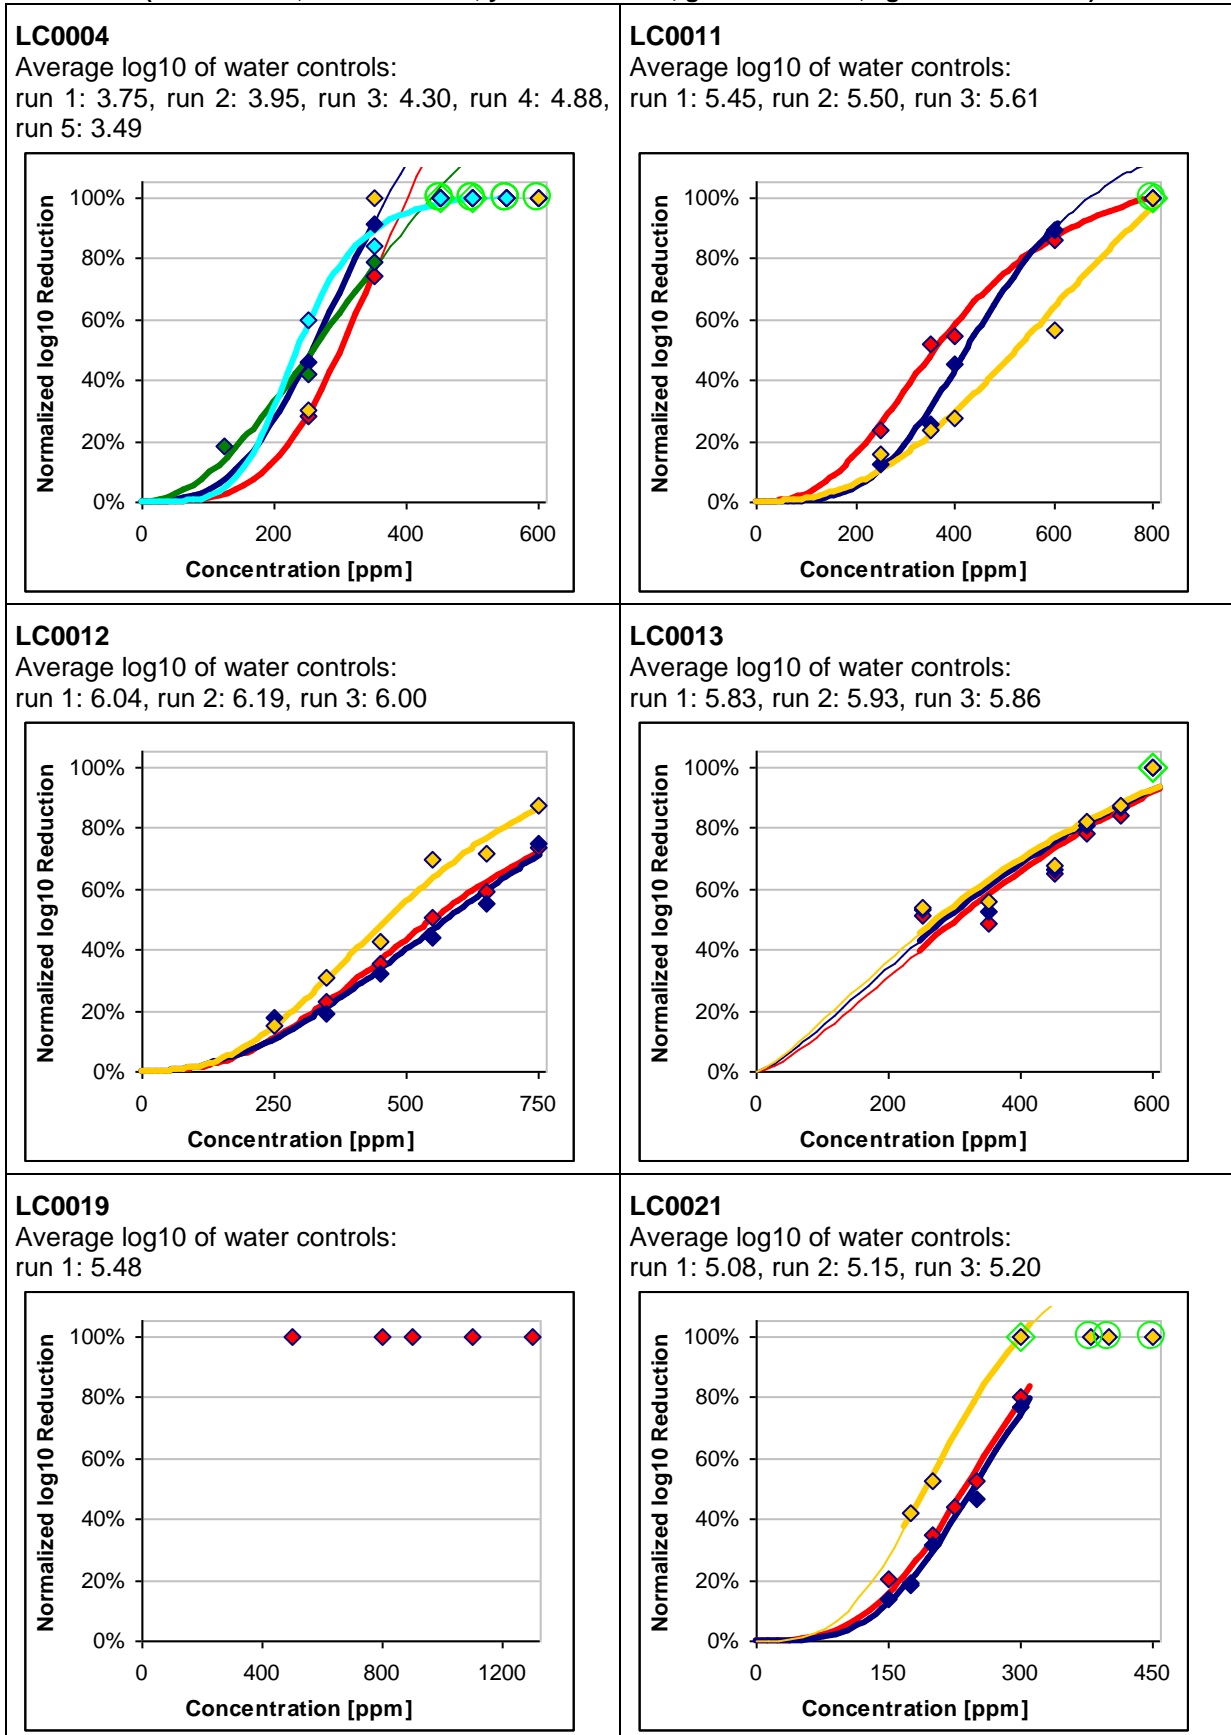 LC0004
Average log10 of water controls:
run 1: 3.75, run 2: 3.95, run 3: 4.30, run 4: 4.88,
run 5: 3.49
Normalized log10 Reduction
100%
80%
60%
40%
20%
0%
0 200 400 600
Concentration [ppm]
LC0011
Average log10 of water controls:
run 1: 5.45, run 2: 5.50, run 3: 5.61
Normalized log10 Reduction
100%
80%
60%
40%
20%
0%
0 200 400 600 800
Concentration [ppm]
LC0012
Average log10 of water controls:
run 1: 6.04, run 2: 6.19, run 3: 6.00
Normalized log10 Reduction
100%
80%
60%
40%
20%
0%
0 250 500 750
Concentration [ppm]
LC0013
Average log10 of water controls:
run 1: 5.83, run 2: 5.93, run 3: 5.86
Normalized log10 Reduction
100%
80%
60%
40%
20%
0%
0 200 400 600
Concentration [ppm]
LC0019
Average log10 of water controls:
run 1: 5.48
Normalized log10 Reduction
100%
80%
60%
40%
20%
0%
0 400 800 1200
Concentration [ppm]
LC0021
Average log10 of water controls:
run 1: 5.08, run 2: 5.15, run 3: 5.20
Normalized log10 Reduction
100%
80%
60%
40%
20%
0%
0 150 300 450
Concentration [ppm]